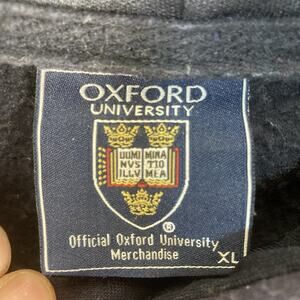 OXFORD
UNIVERSITY
DOMI MINA
NVS TIO
ILLV MEA
®
Official Oxford University
Merchandise
XL